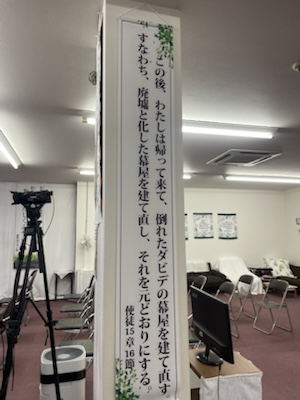 この後、わたしは帰って来て、倒れたダビデの幕屋を建て直す
すなわち、廃墟と化した幕屋を建て直し、それを元どおりにする。
使徒15章16節